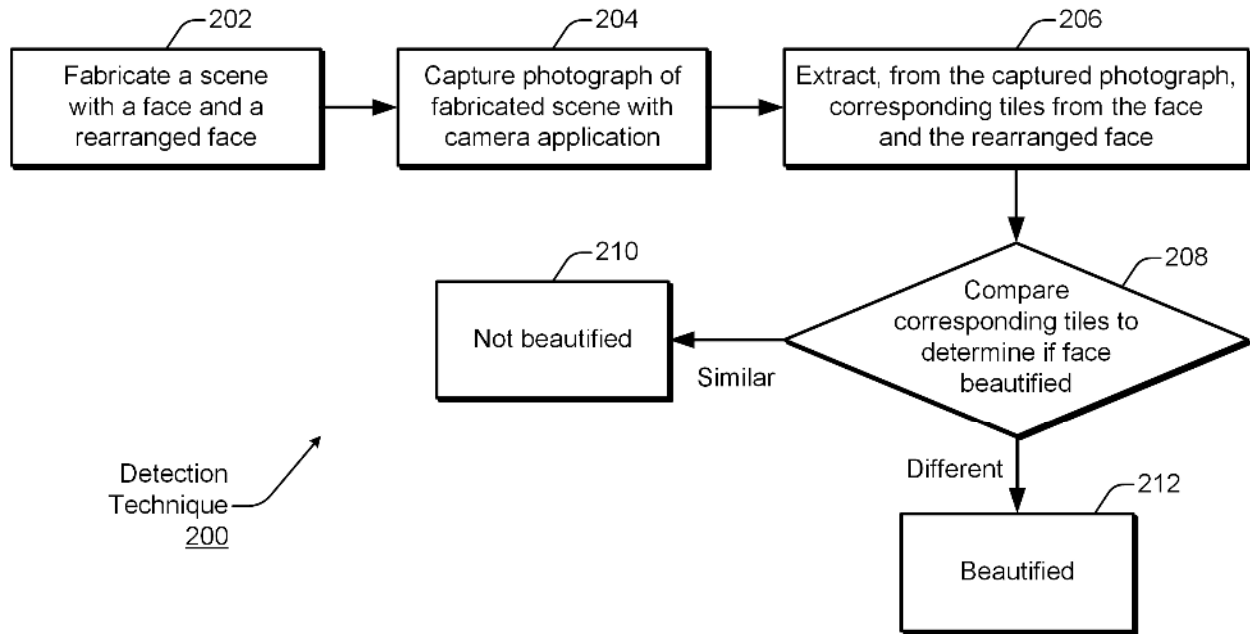 202
Fabricate a scene
with a face and a
rearranged face
204
Capture photograph of
fabricated scene with
camera application
206
Extract, from the captured photograph,
corresponding tiles from the face
and the rearranged face
208
Compare
corresponding tiles to
determine if face
beautified
Similar
210
Not beautified
Different
212
Beautified
Detection
Technique
200